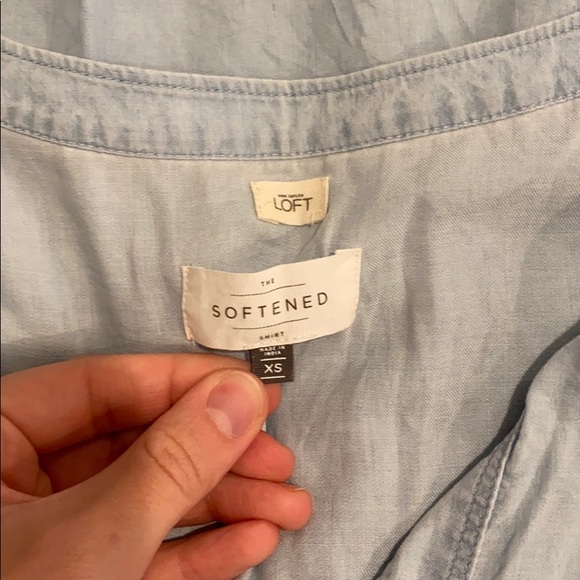 ANN TAYLOR
LOFT
THE
SOFTENED
SHIRT
MADE IN
INDIA
XS